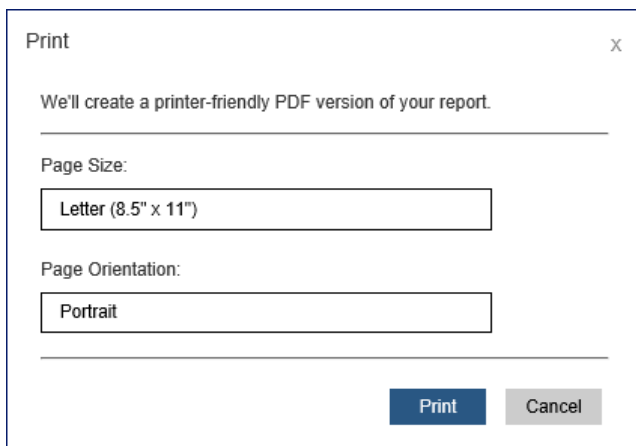 Print
x
We'll create a printer-friendly PDF version of your report.
Page Size:
Letter (8.5" x 11")
Page Orientation:
Portrait
Print Cancel